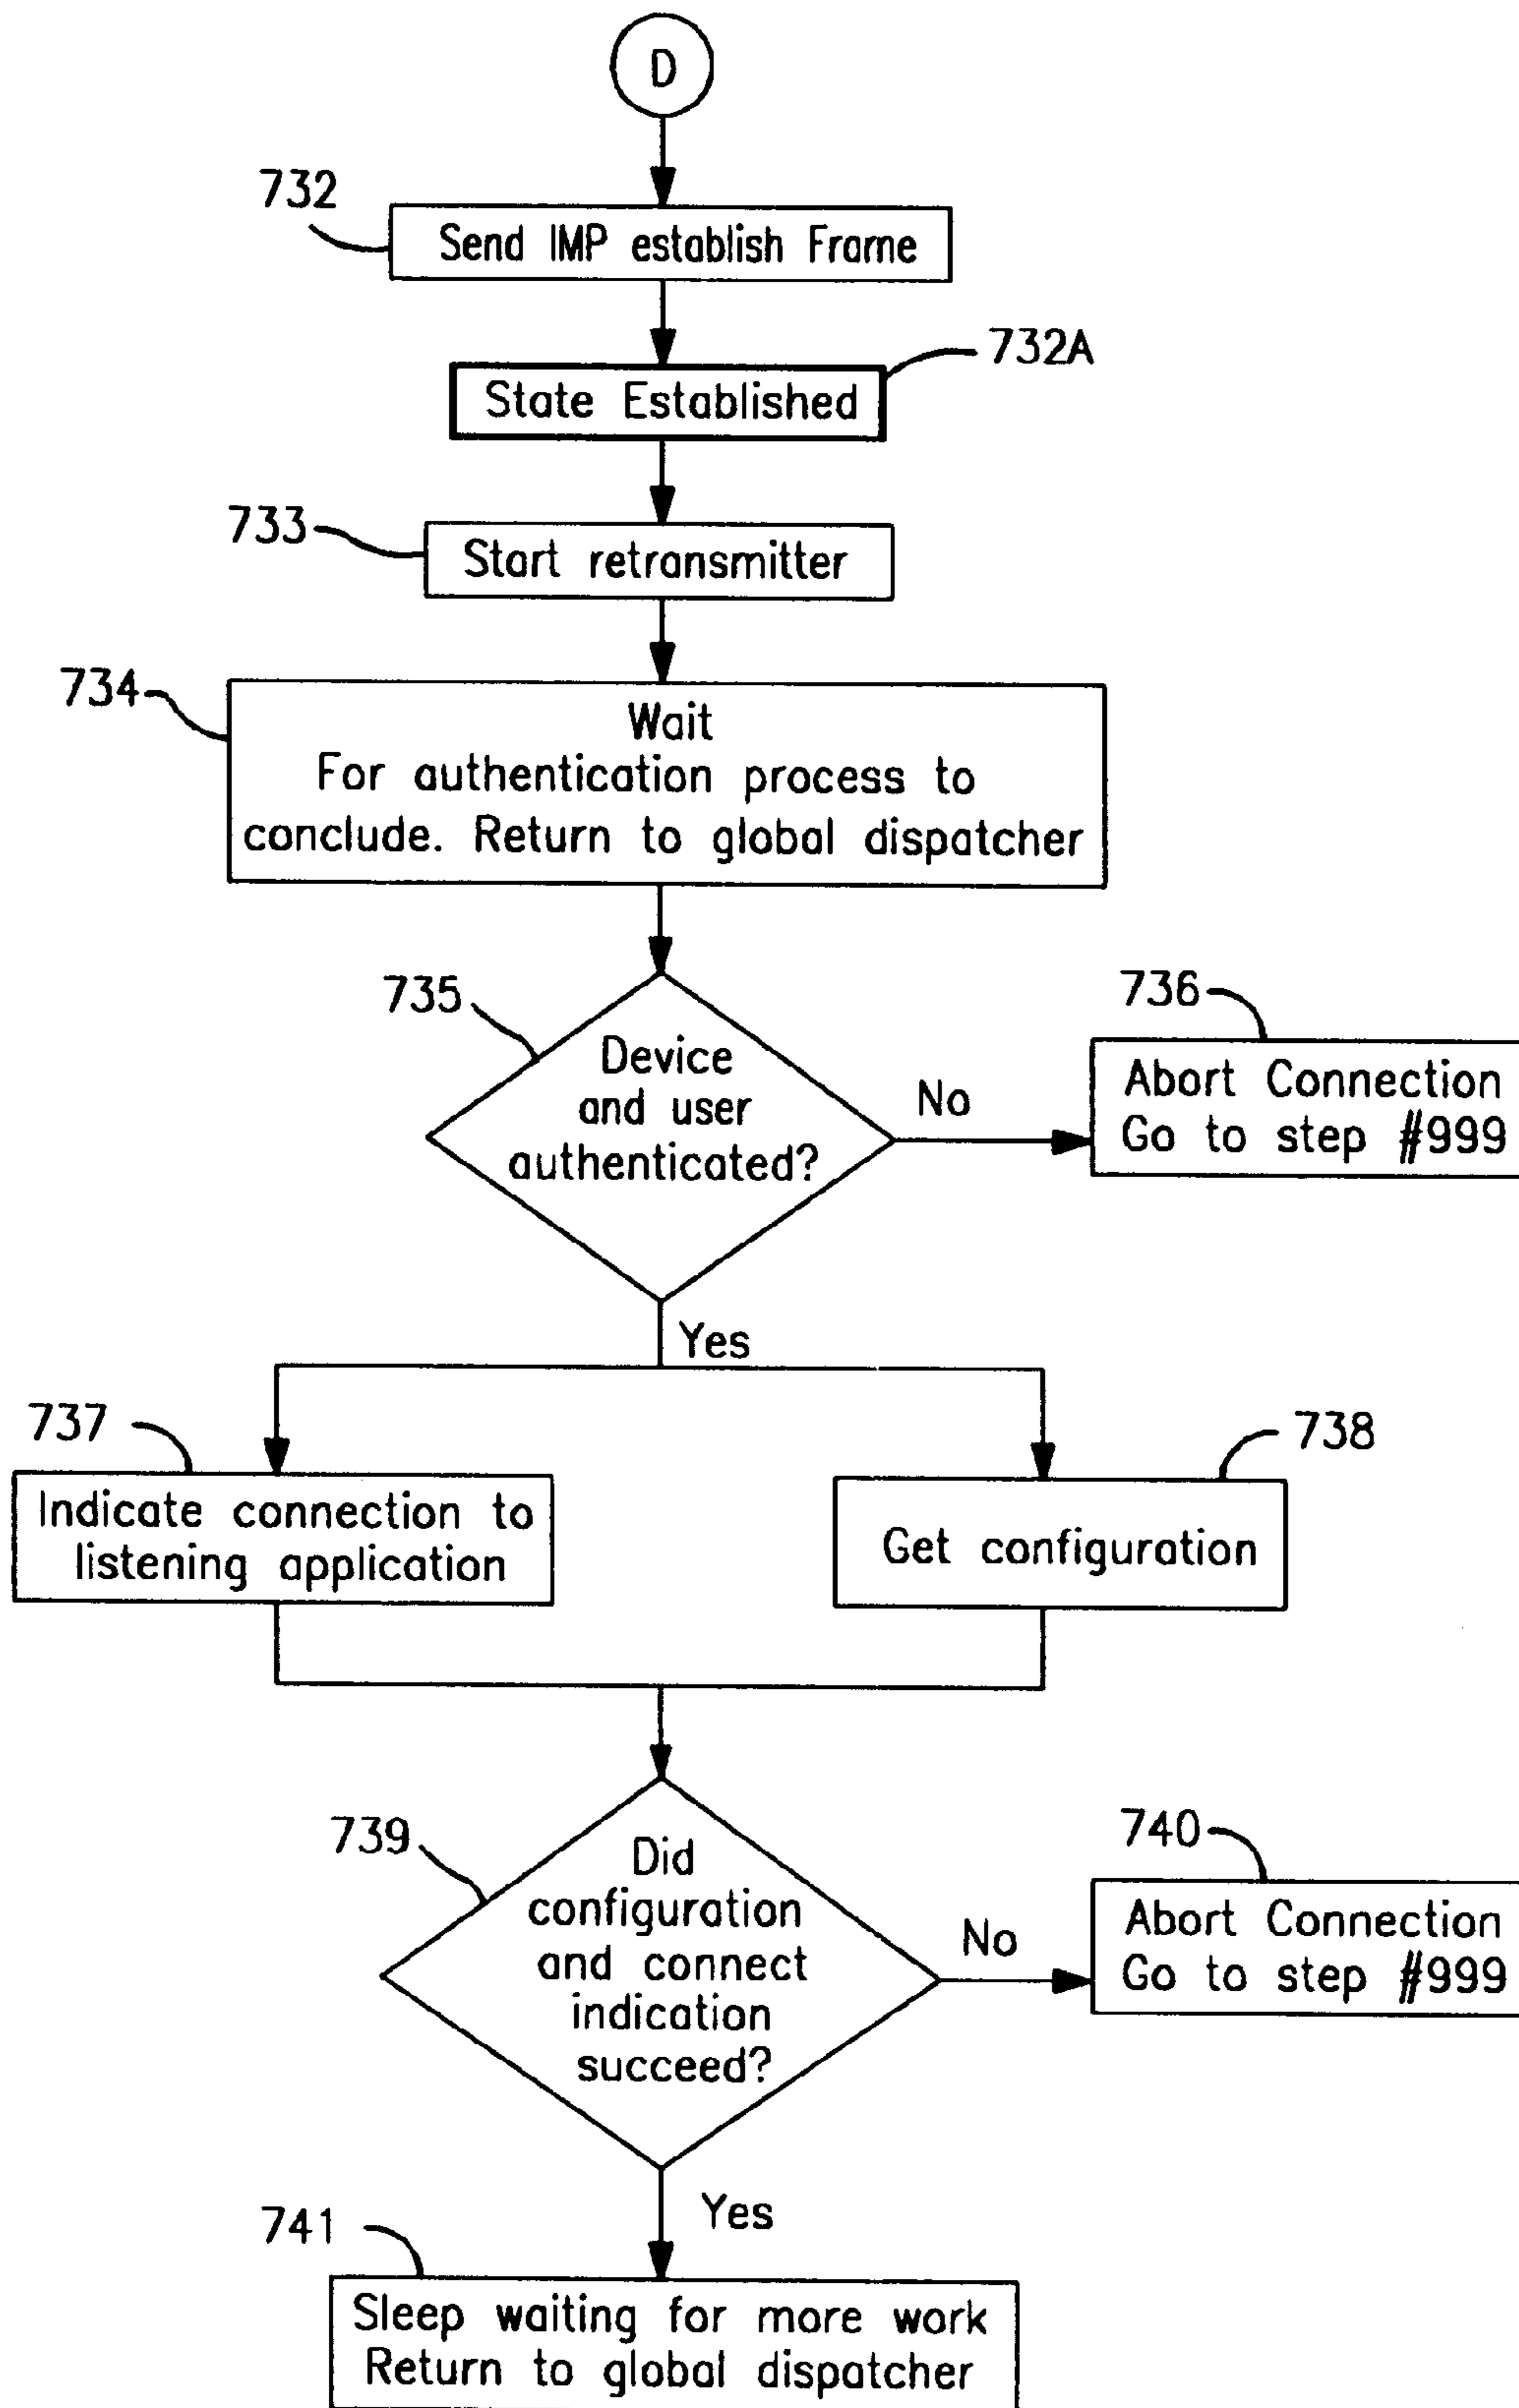 D
732
Send IMP establish Frame
732A
State Established
733
Start retransmitter
734
Wait
For authentication process to
conclude. Return to global dispatcher
735
Device
and user
authenticated?
No
736
Abort Connection
Go to step #999
Yes
737
Indicate connection to
listening application
738
Get configuration
739
Did
configuration
and connect
indication
succeed?
No
740
Abort Connection
Go to step #999
Yes
741
Sleep waiting for more work
Return to global dispatcher